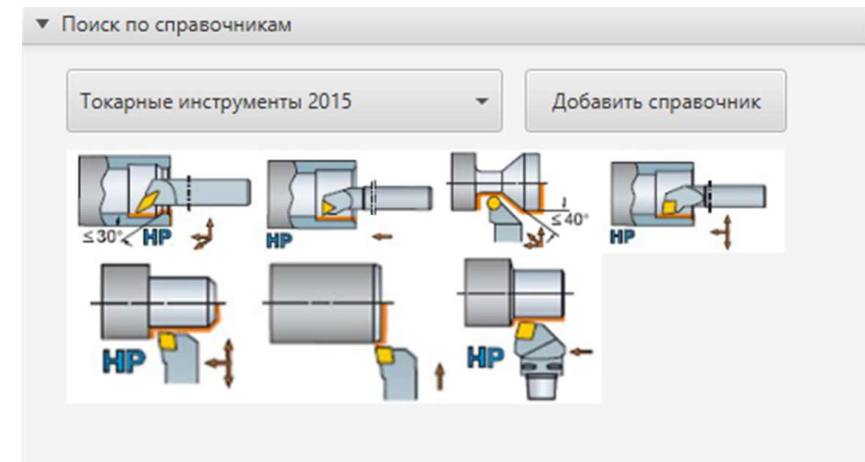 Поиск по справочникам
Токарные инструменты 2015
Добавить справочник
≤30°
HP
HP
≤40°
HP
HP
HP